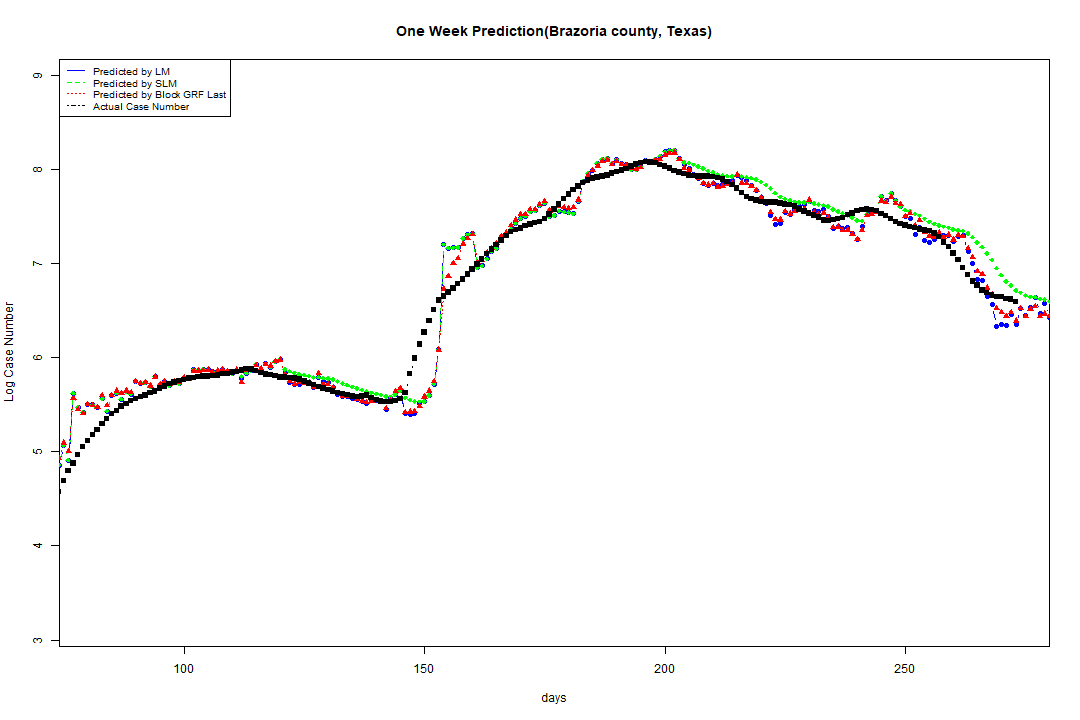 One Week Prediction(Brazoria county, Texas)
Predicted by LM
Predicted by SLM
Predicted by Block GRF Last
Actual Case Number
9
8
7
6
5
4
3
Log Case Number
100 150 200 250
days